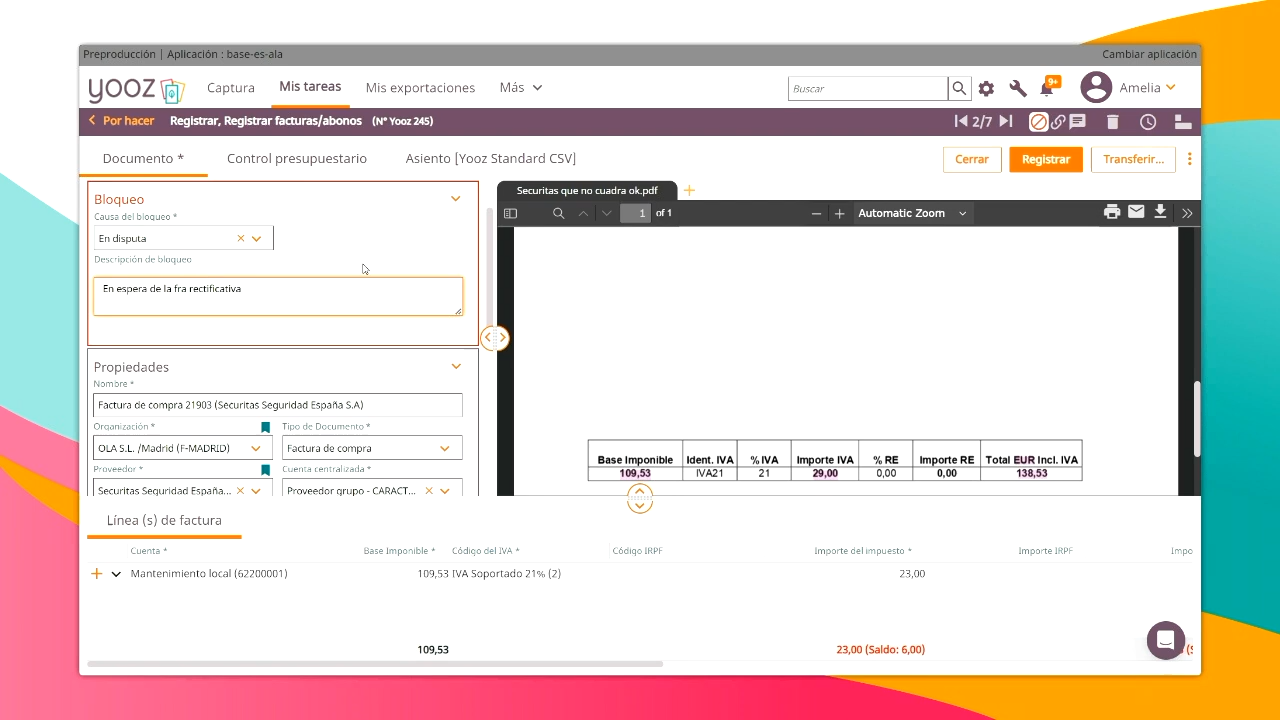 Preproducción | Aplicación : base-es-ala
Cambiar aplicación
yooz
Captura
Mis tareas
Mis exportaciones
Más
Buscar
9+
Amelia
Por hacer
Registrar, Registrar facturas/abonos (N° Yooz 245)
2/7
Documento *
Control presupuestario
Asiento [Yooz Standard CSV]
Cerrar
Registrar
Transferir...
Bloqueo
Causa del bloqueo *
En disputa
Descripción de bloqueo
En espera de la fra rectificativa
Propiedades
Nombre *
Factura de compra 21903 (Securitas Seguridad España S.A)
Organización *
Tipo de Documento *
OLA S.L. /Madrid (F-MADRID)
Factura de compra
Proveedor *
Cuenta centralizada *
Securitas Seguridad España...
Proveedor grupo - CARACT...
Securitas que no cuadra ok.pdf
1 of 1
Automatic Zoom
Base Imponible Ident. IVA % IVA Importe IVA % RE Importe RE Total EUR Incl. IVA
109,53 IVA21 21 29,00 0,00 0,00 138,53
Línea (s) de factura
Cuenta * Base Imponible * Código del IVA * Código IRPF Importe del impuesto * Importe IRPF Impo
Mantenimiento local (62200001) 109,53 IVA Soportado 21% (2) 23,00
109,53 23,00 (Saldo: 6,00)